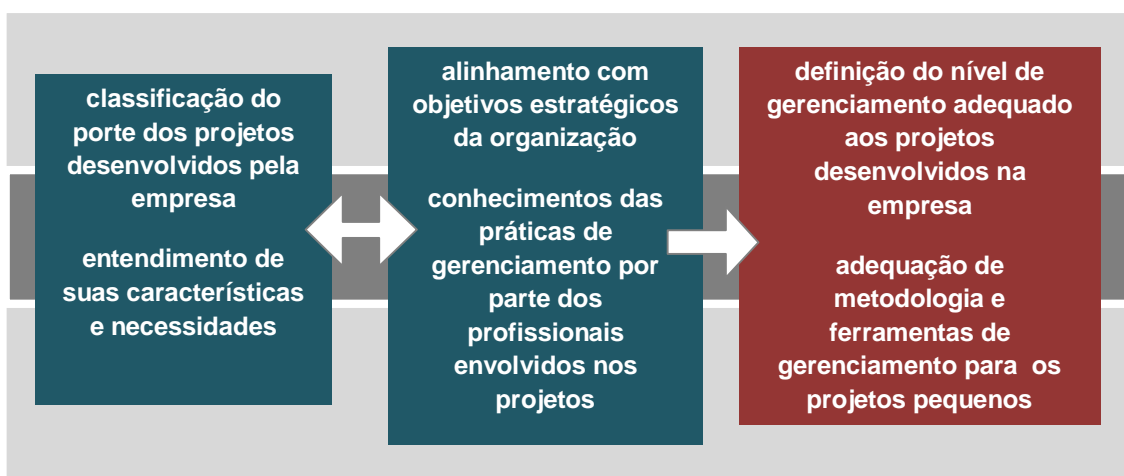 classificação do
porte dos projetos
desenvolvidos pela
empresa
entendimento de
suas características
e necessidades
alinhamento com
objetivos estratégicos
da organização
conhecimentos das
práticas de
gerenciamento por
parte dos
profissionais
envolvidos nos
projetos
definição do nível de
gerenciamento adequado
aos projetos
desenvolvidos na
empresa
adequação de
metodologia e
ferramentas de
gerenciamento para os
projetos pequenos